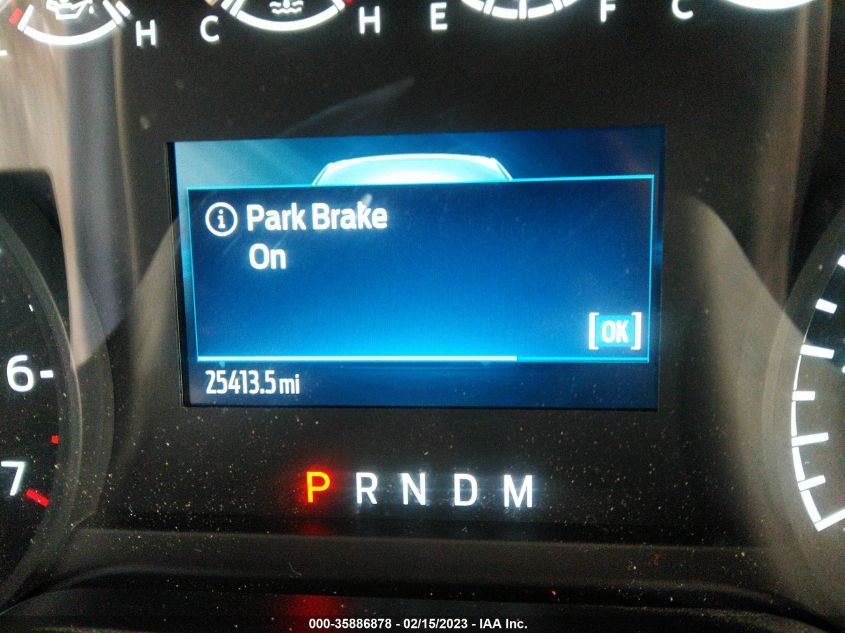 H C H E F C
Park Brake
On
[OK]
25413.5 mi
6
7
P R N D M
000-35886878 - 02/15/2023 - IAA Inc.